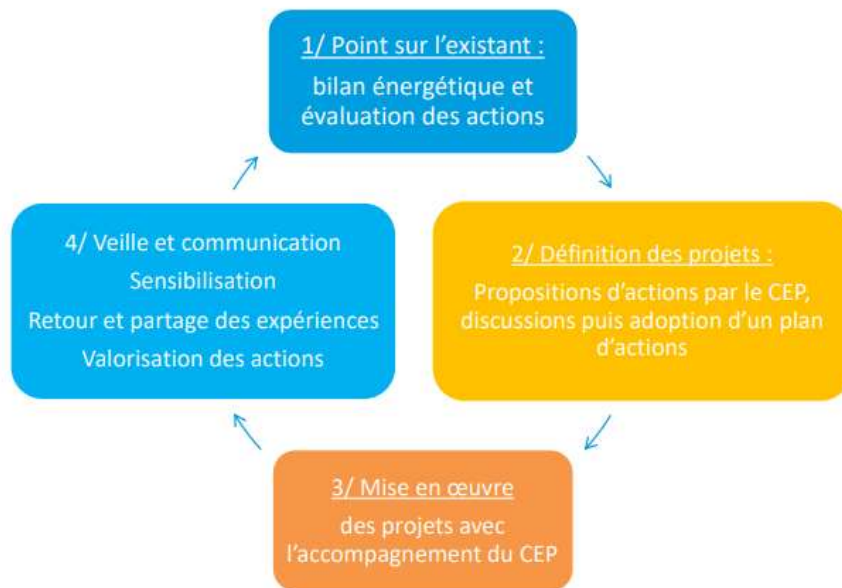 1/ Point sur l’existant :
bilan énergétique et
évaluation des actions
2/ Définition des projets :
Propositions d’actions par le CEP,
discussions puis adoption d’un plan
d’actions
3/ Mise en œuvre
des projets avec
l’accompagnement du CEP
4/ Veille et communication
Sensibilisation
Retour et partage des expériences
Valorisation des actions